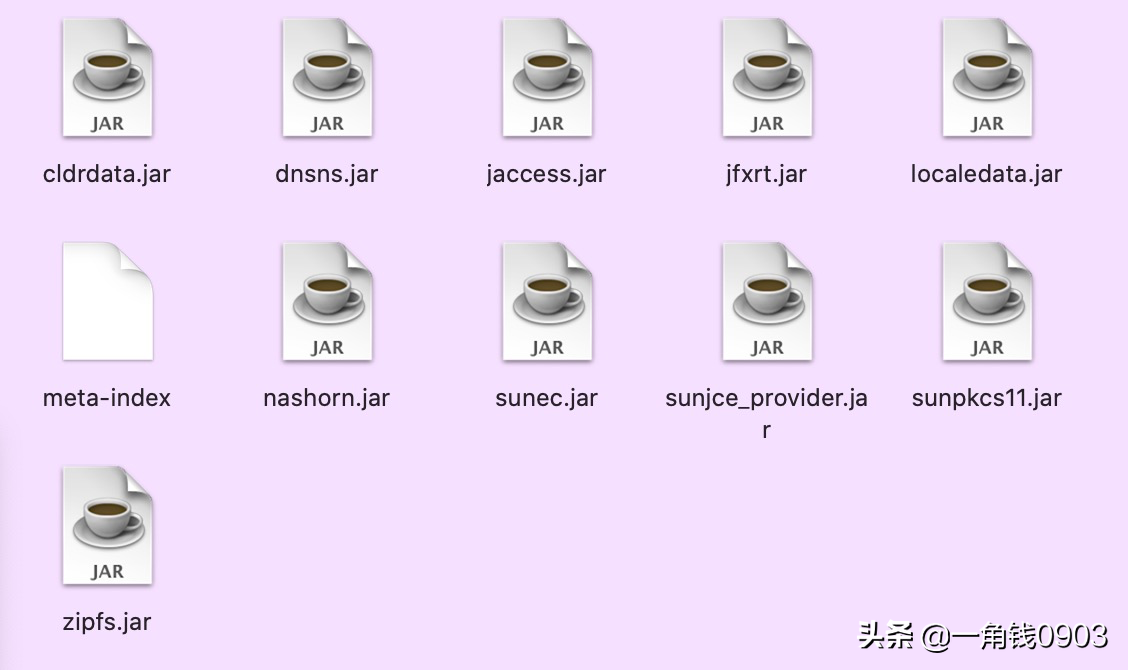 JAR JAR JAR JAR JAR
cldrdata.jar dnsns.jar jaccess.jar jfxrt.jar localedata.jar
JAR JAR JAR JAR
meta-index nashorn.jar sunec.jar sunjce_provider.ja sunpkcs11.jar
r
JAR
zipfs.jar
头条 @一角钱0903